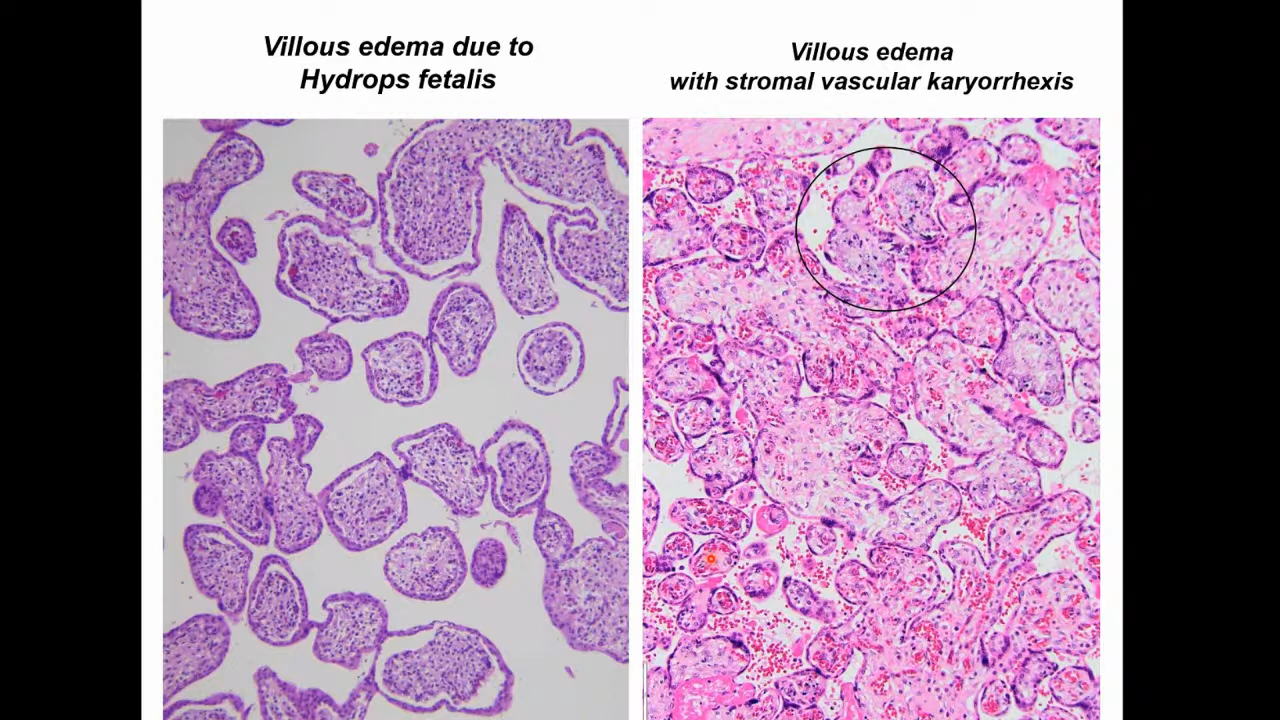 Villous edema due to
Hydrops fetalis
Villous edema
with stromal vascular karyorrhexis